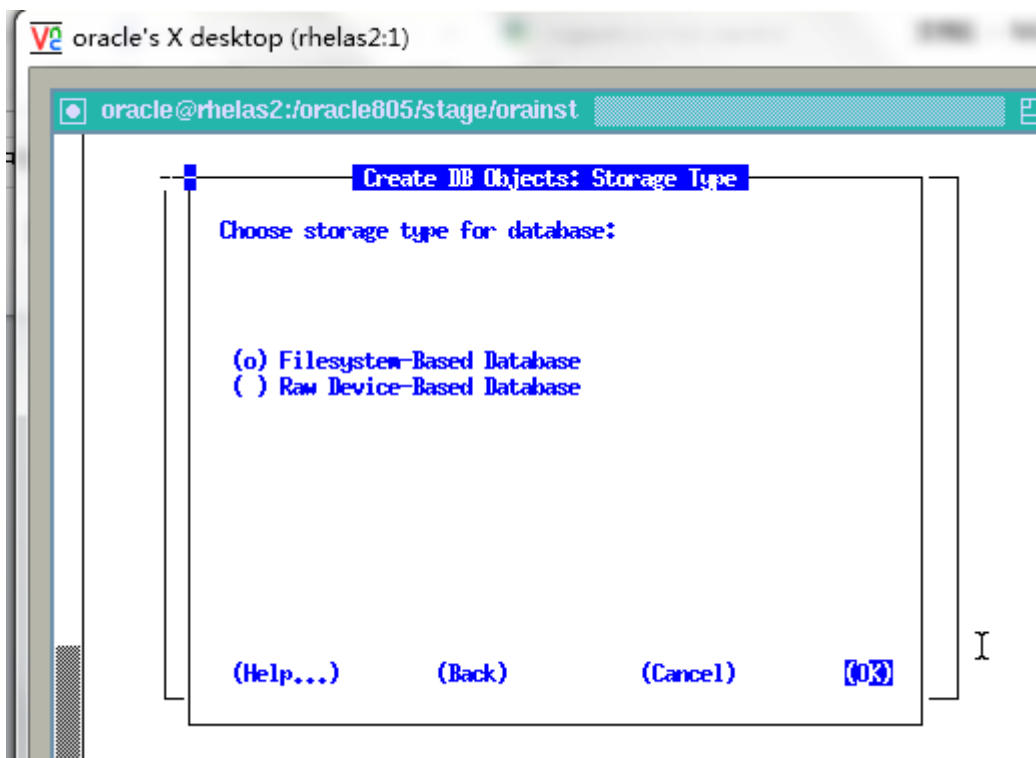 VNC oracle's X desktop (rhelas2:1)
oracle@rhelas2:/oracle805/stage/orainst
Create DB Objects: Storage Type
Choose storage type for database:
(o) Filesystem-Based Database
( ) Raw Device-Based Database
(Help...) (Back) (Cancel) (OK)